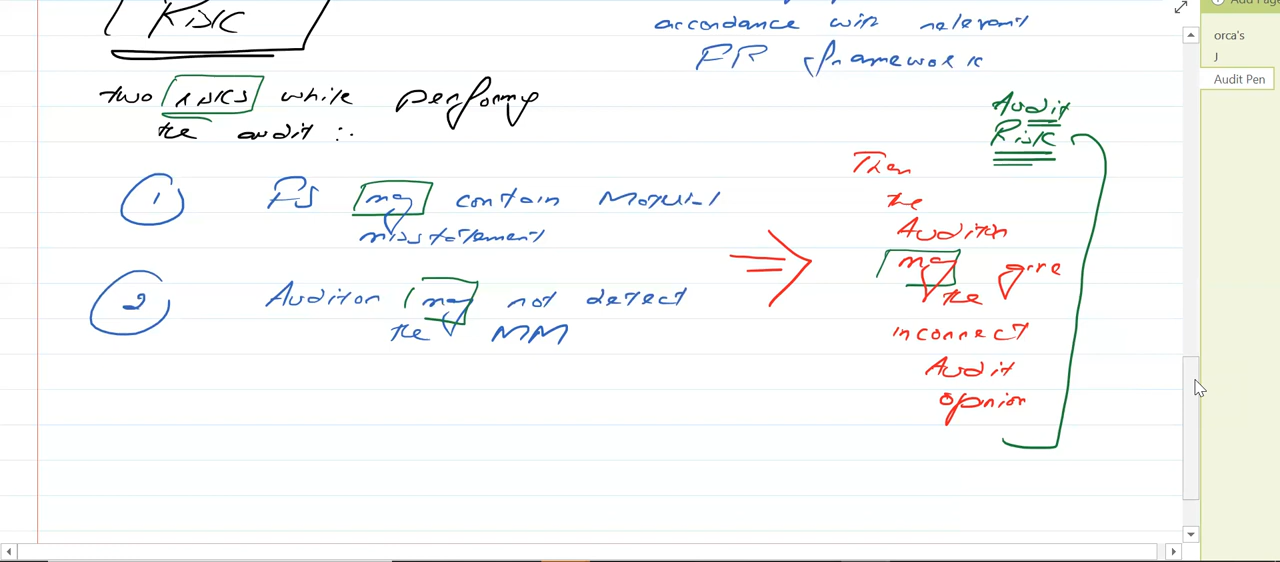 Risk
accordance with relevant
FR framework
two risks while performing
the audit :.
1 FS may contain Material
misstatement
2 Auditor may not detect
the MM
Audit
Risk
Then
the
Auditor
may give
the
incorrect
Audit
opinion
Add Page
orca's
J
Audit Pen